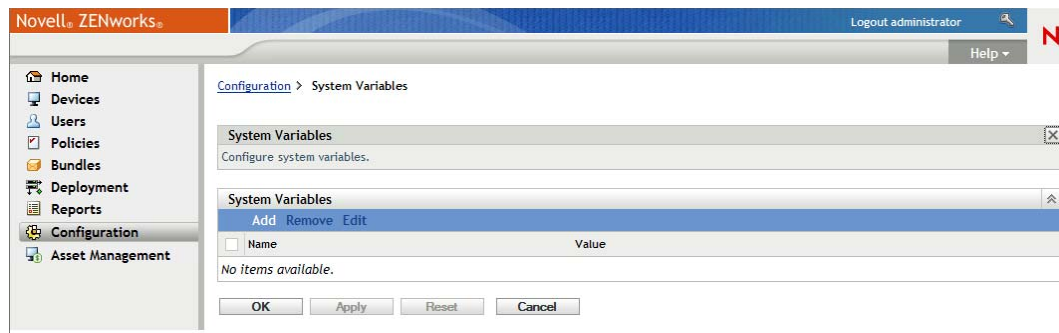 Novell® ZENworks®
Logout administrator
N
Help
Home
Devices
Users
Policies
Bundles
Deployment
Reports
Configuration
Asset Management
Configuration > System Variables
System Variables
Configure system variables.
System Variables
Add Remove Edit
Name Value
No items available.
OK Apply Reset Cancel